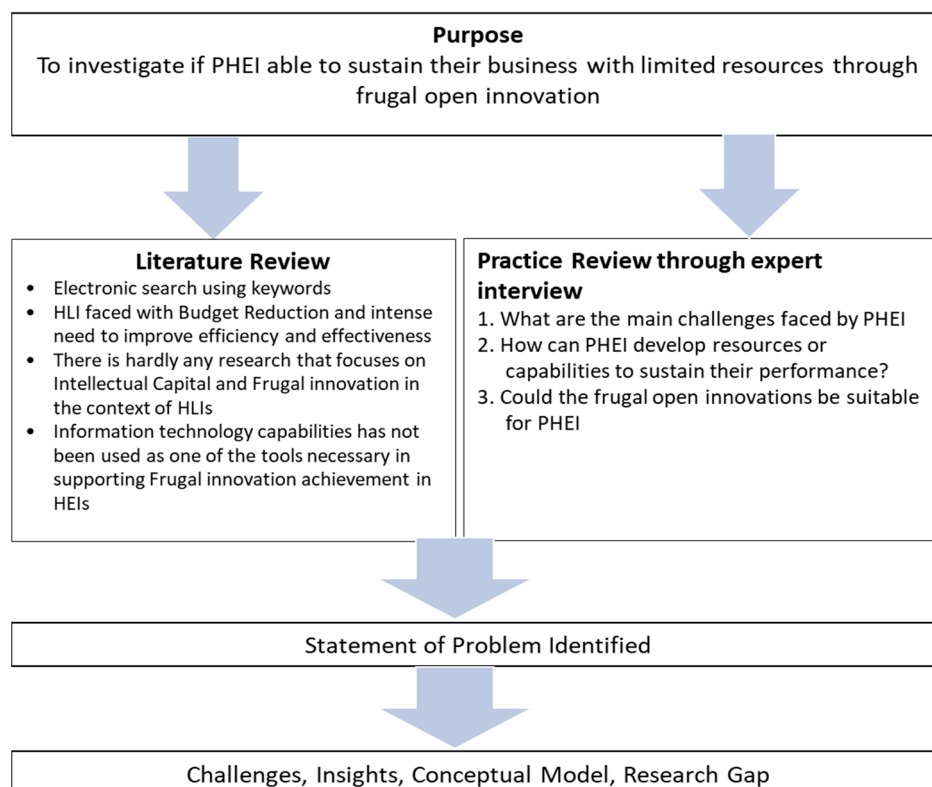 Purpose
To investigate if PHEI able to sustain their business with limited resources through
frugal open innovation
Literature Review
• Electronic search using keywords
• HLI faced with Budget Reduction and intense
need to improve efficiency and effectiveness
• There is hardly any research that focuses on
Intellectual Capital and Frugal innovation in
the context of HLIs
• Information technology capabilities has not
been used as one of the tools necessary in
supporting Frugal innovation achievement in
HEIs
Practice Review through expert
interview
1. What are the main challenges faced by PHEI
2. How can PHEI develop resources or
capabilities to sustain their performance?
3. Could the frugal open innovations be suitable
for PHEI
Statement of Problem Identified
Challenges, Insights, Conceptual Model, Research Gap